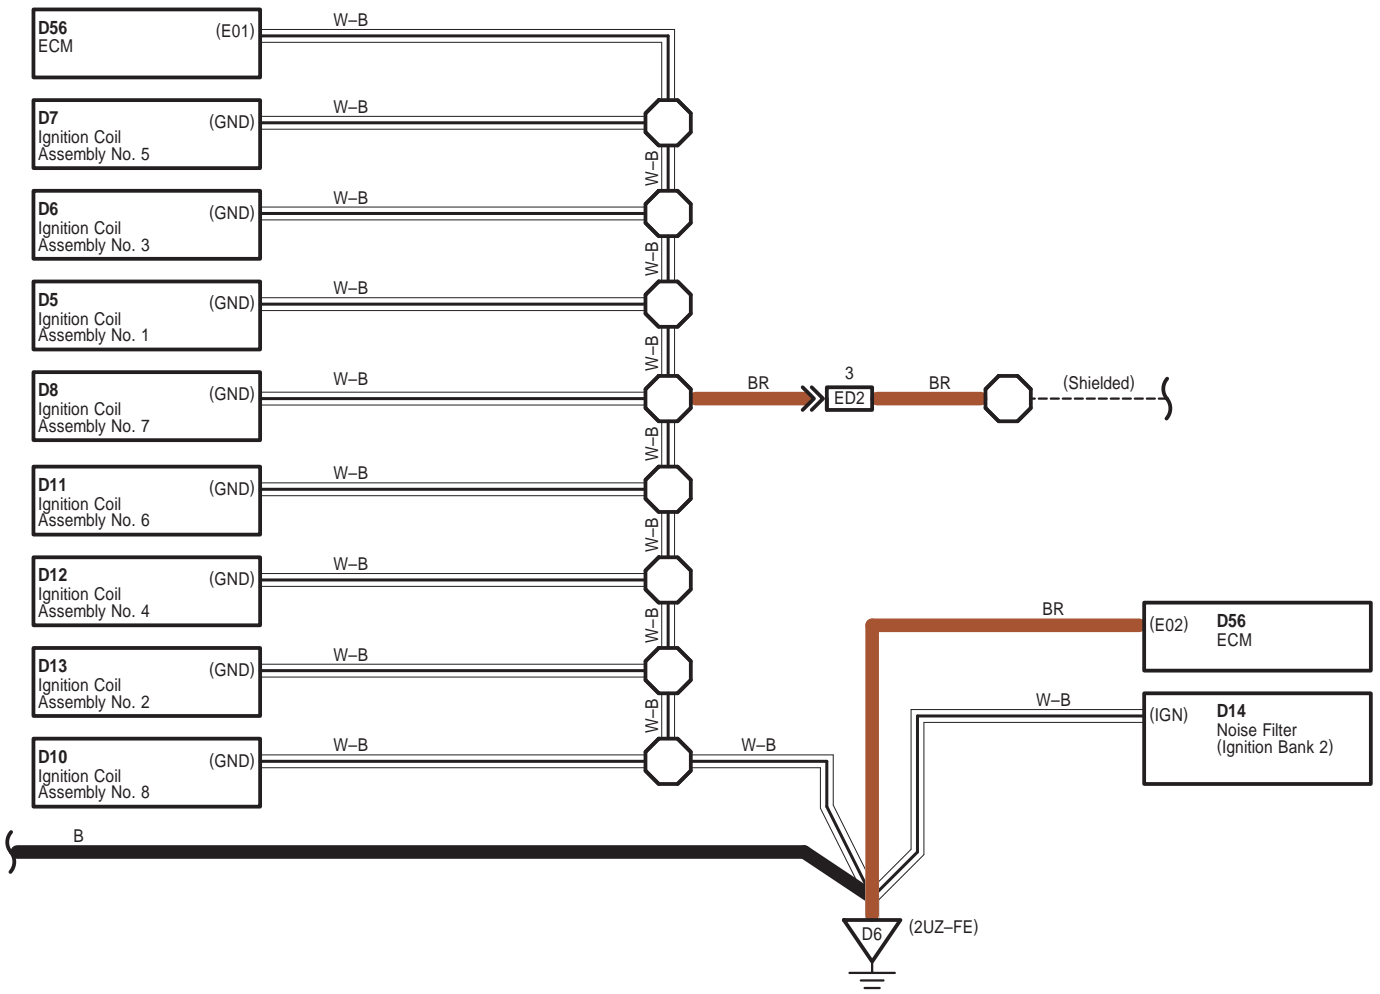 D56
ECM
(E01)
W–B
D7
Ignition Coil
Assembly No. 5
(GND)
W–B
W–B
D6
Ignition Coil
Assembly No. 3
(GND)
W–B
W–B
D5
Ignition Coil
Assembly No. 1
(GND)
W–B
W–B
D8
Ignition Coil
Assembly No. 7
(GND)
W–B
BR
3
ED2
BR
(Shielded)
W–B
D11
Ignition Coil
Assembly No. 6
(GND)
W–B
W–B
D12
Ignition Coil
Assembly No. 4
(GND)
W–B
W–B
D13
Ignition Coil
Assembly No. 2
(GND)
W–B
W–B
D10
Ignition Coil
Assembly No. 8
(GND)
W–B
W–B
BR
(E02)
D56
ECM
W–B
(IGN)
D14
Noise Filter
(Ignition Bank 2)
B
D6
(2UZ–FE)